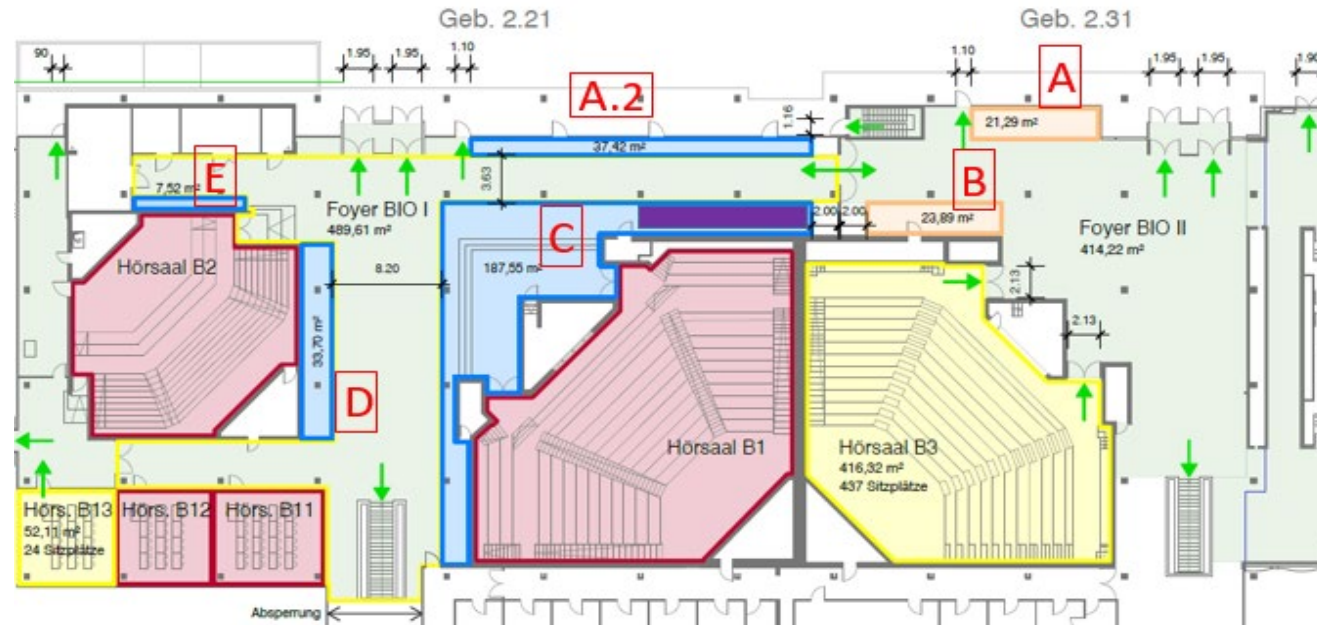 Geb. 2.21
Geb. 2.31
90
1.95
1.95
1.10
1.10
1.95
1.95
1.90
A.2
A
1.16
21,29 m²
37,42 m²
E
7,52 m²
3.63
B
Foyer BIO I
489,61 m²
C
2.00
2.00
23,89 m²
Foyer BIO II
414,22 m²
Hörsaal B2
8.20
187,55 m²
2.13
2.13
33,70 m²
D
Hörsaal B1
Hörsaal B3
416,32 m²
437 Sitzplätze
Hörs. B13
52,11 m²
24 Sitzplätze
Hörs. B12
Hörs. B11
Absperrung